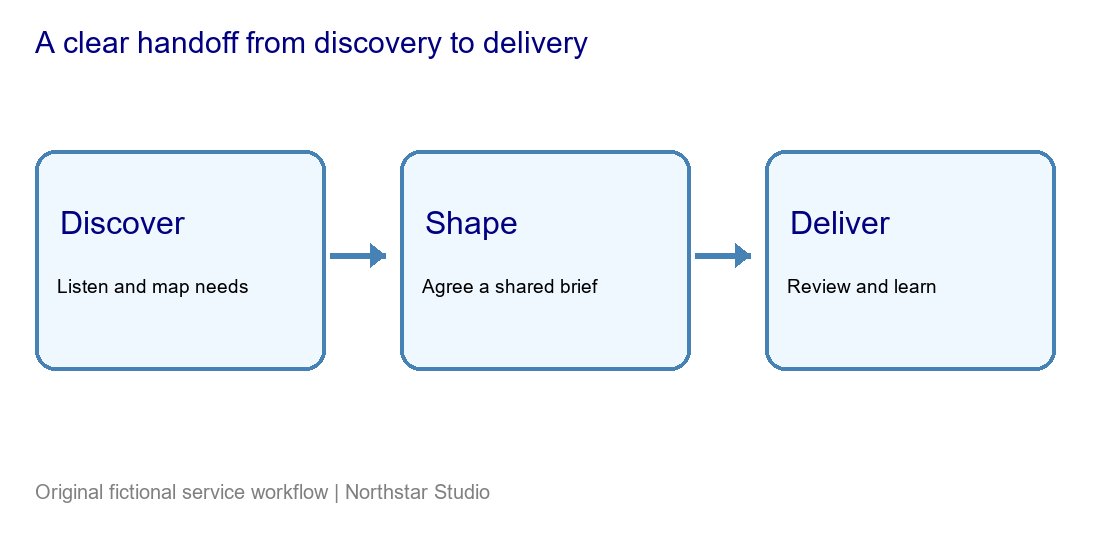 A clear handoff from discovery to delivery
Discover
Listen and map needs
Shape
Agree a shared brief
Deliver
Review and learn
Original fictional service workflow | Northstar Studio